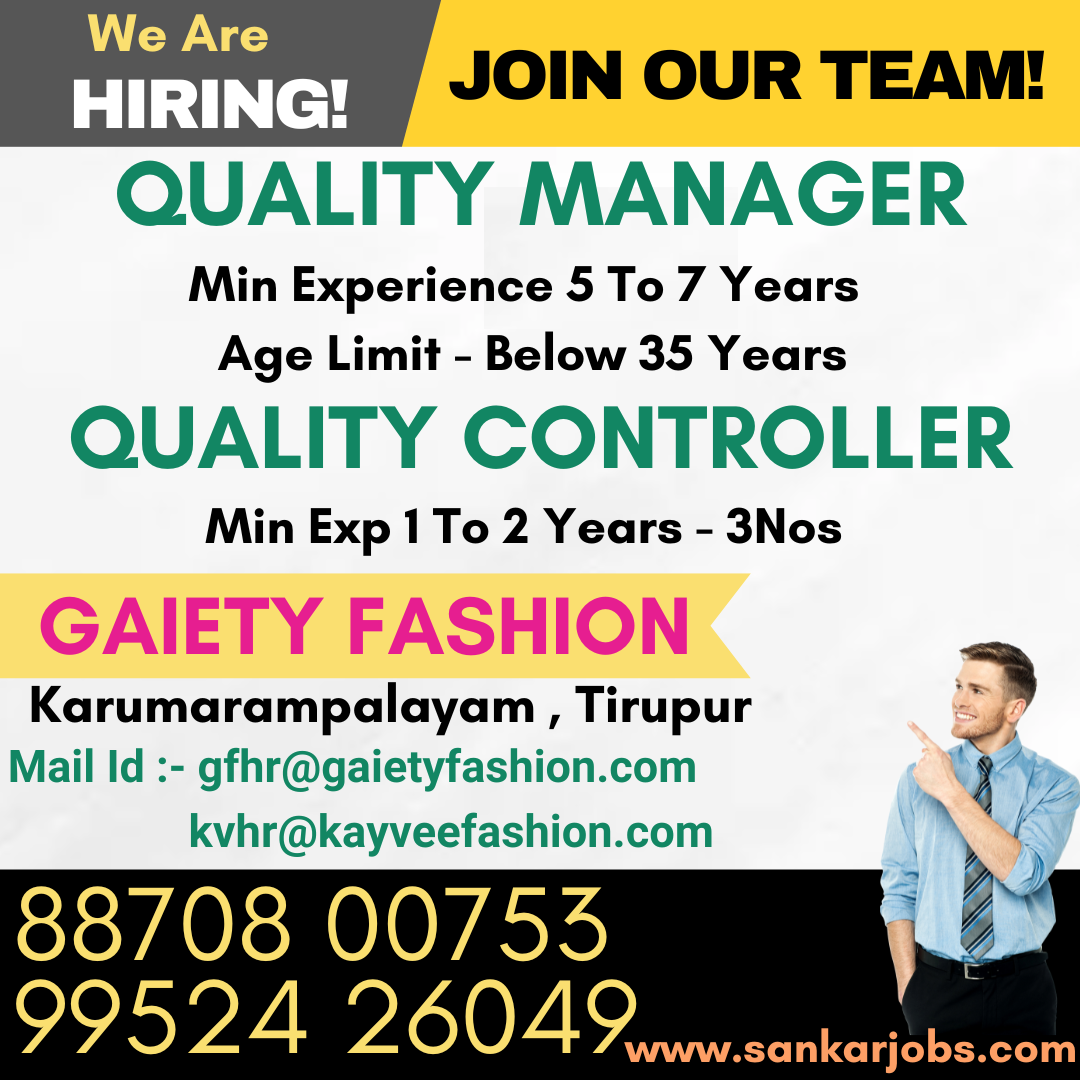 We Are
HIRING!
JOIN OUR TEAM!
QUALITY MANAGER
Min Experience 5 To 7 Years
Age Limit - Below 35 Years
QUALITY CONTROLLER
Min Exp 1 To 2 Years - 3Nos
GAIETY FASHION
Karumarampalayam , Tirupur
Mail Id :- gfhr@gaietyfashion.com
kvhr@kayveefashion.com
88708 00753
99524 26049
www.sankarjobs.com